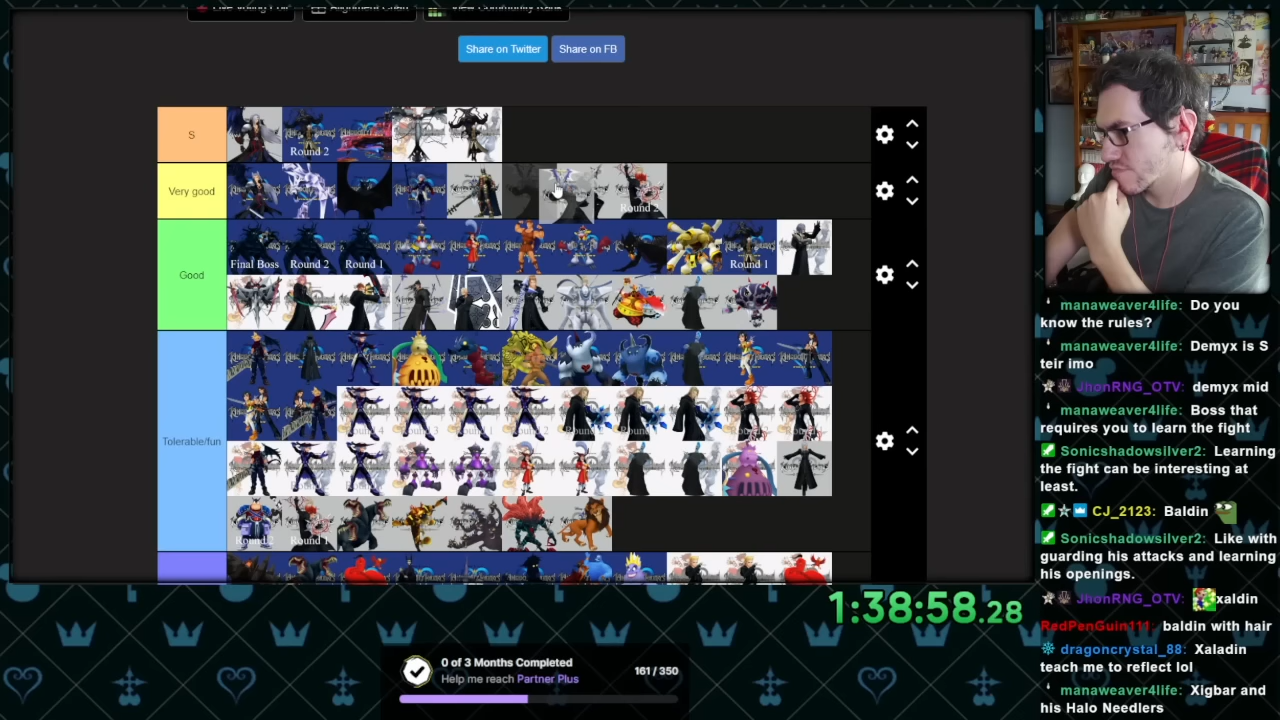 Share on Twitter
Share on FB
S
Round 2
Very good
Round 2
Good
Final Boss
Round 2
Round 1
Round 1
Tolerable/fun
Round 2
Round 1
manaweaver4life: Do you
know the rules?
manaweaver4life: Demyx is S
teir imo
JhonRNG_OTV: demyx mid
manaweaver4life: Boss that
requires you to learn the fight
Sonicshadowsilver2: Learning
the fight can be interesting at
least.
CJ_2123: Baldin
Sonicshadowsilver2: Like with
guarding his attacks and learning
his openings.
JhonRNG_OTV: xaldin
RedPenGuin111: baldin with hair
dragoncrystal_88: Xaladin
teach me to reflect lol
manaweaver4life: Xigbar and
his Halo Needlers
1:38:58.28
0 of 3 Months Completed
Help me reach Partner Plus
161 / 350